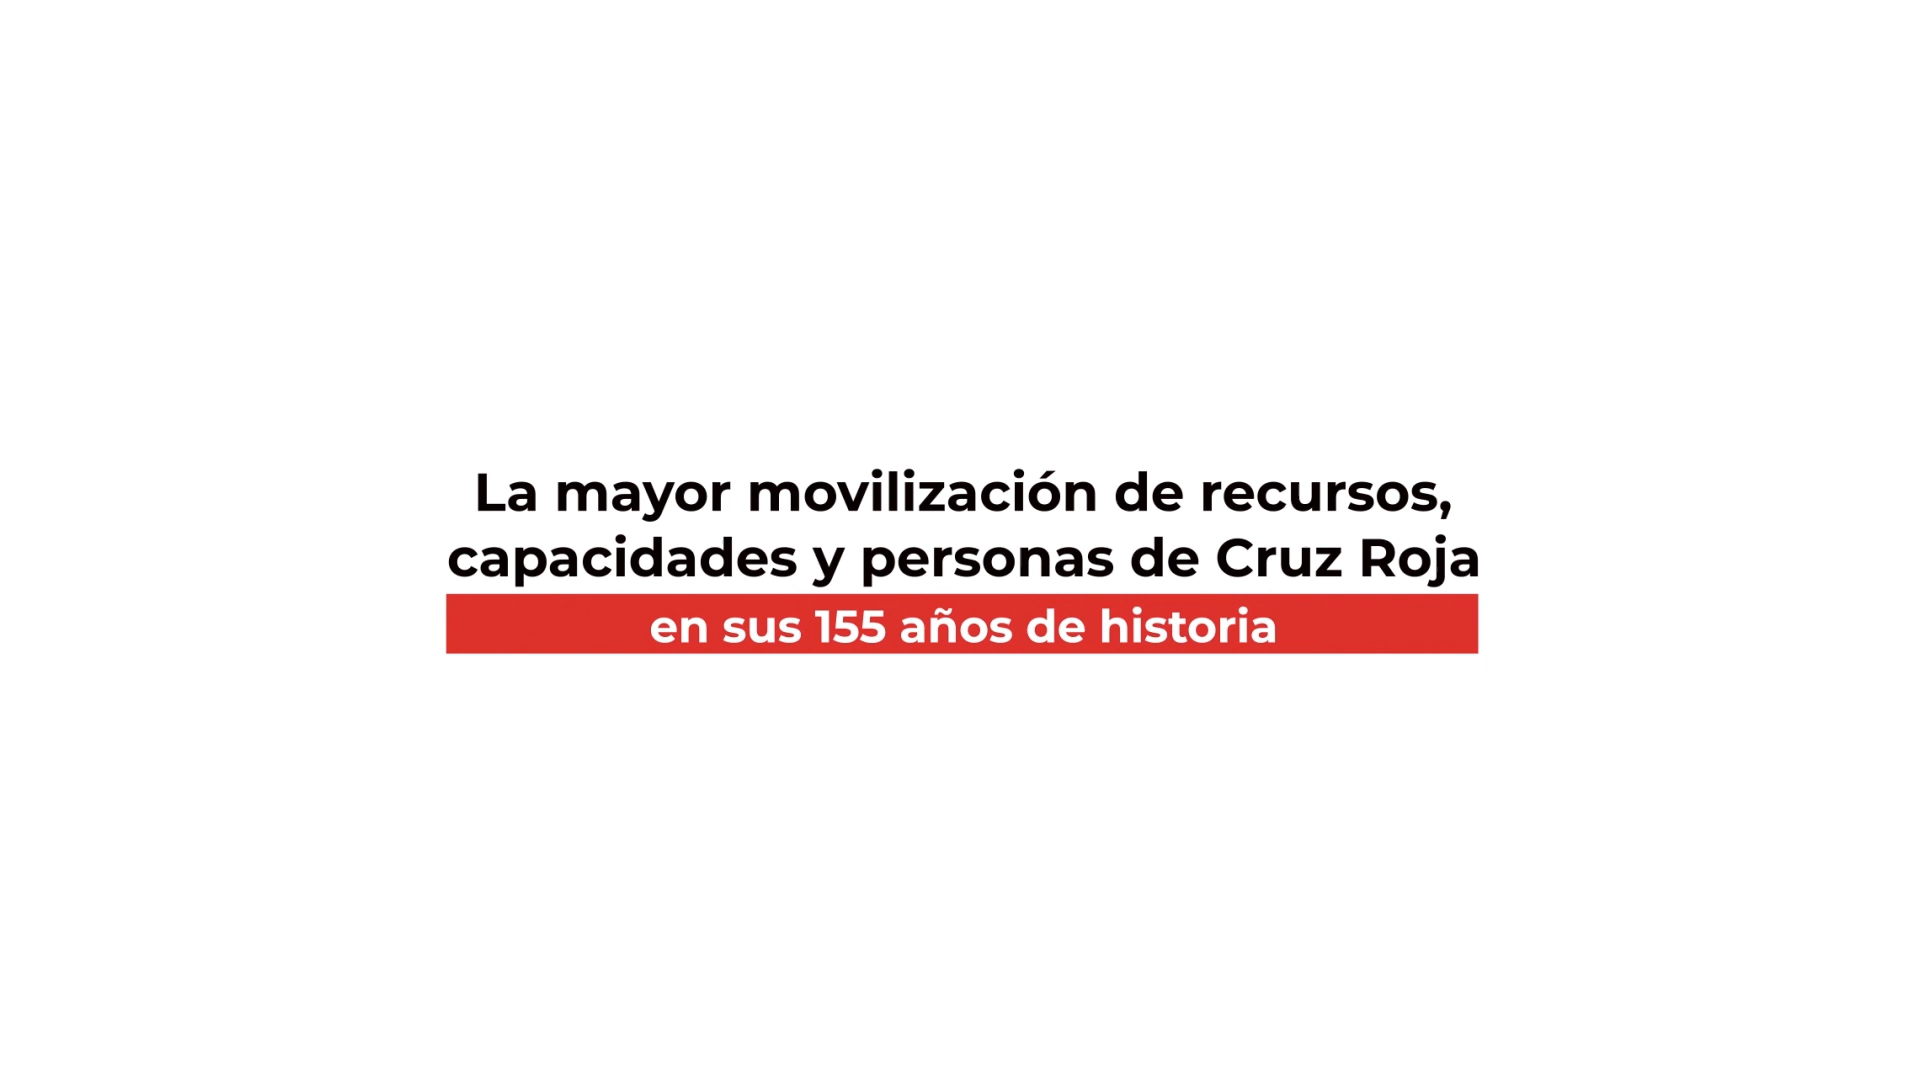 La mayor movilización de recursos,
capacidades y personas de Cruz Roja
en sus 155 años de historia